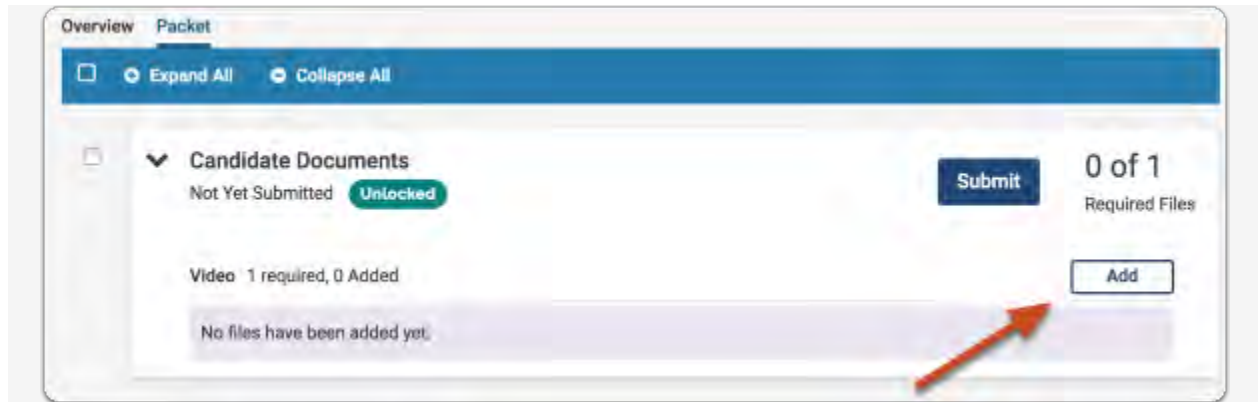 Overview Packet
Expand All Collapse All
Candidate Documents
Not Yet Submitted Unlocked
Submit
0 of 1
Required Files
Video 1 required, 0 Added
Add
No files have been added yet.